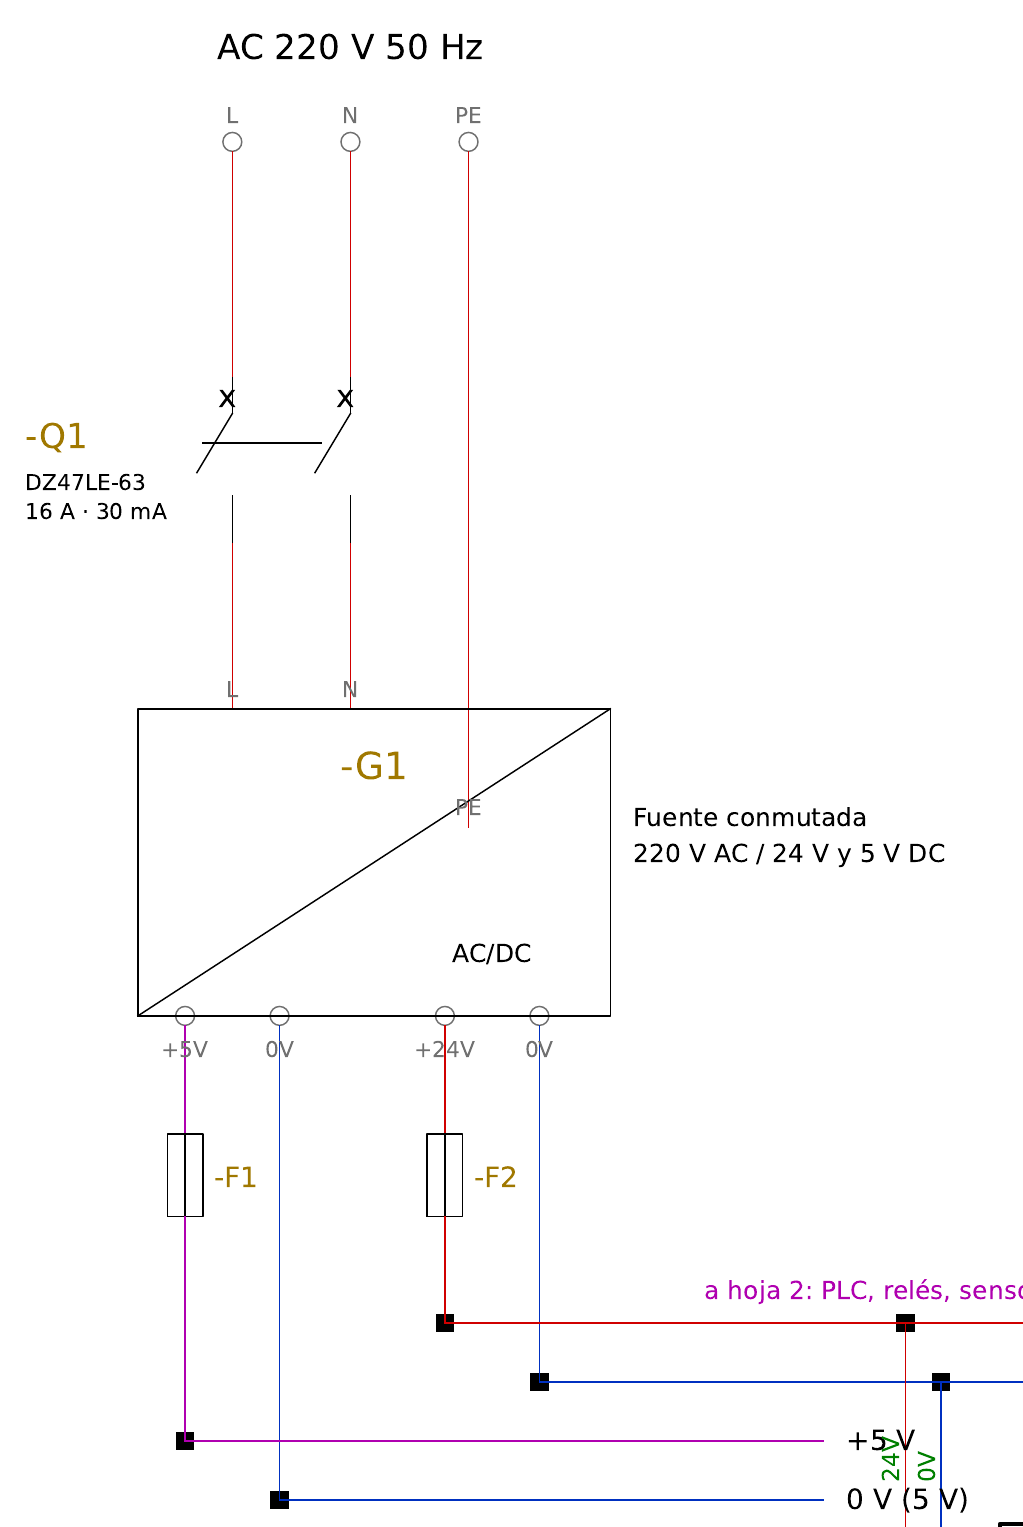 AC 220 V 50 Hz
L N PE
x x
-Q1
DZ47LE-63
16 A · 30 mA
L N
-G1
PE
Fuente conmutada
220 V AC / 24 V y 5 V DC
AC/DC
+5V 0V +24V 0V
-F1 -F2
a hoja 2: PLC, relés, senso
+5 V
24V
0V
0 V (5 V)